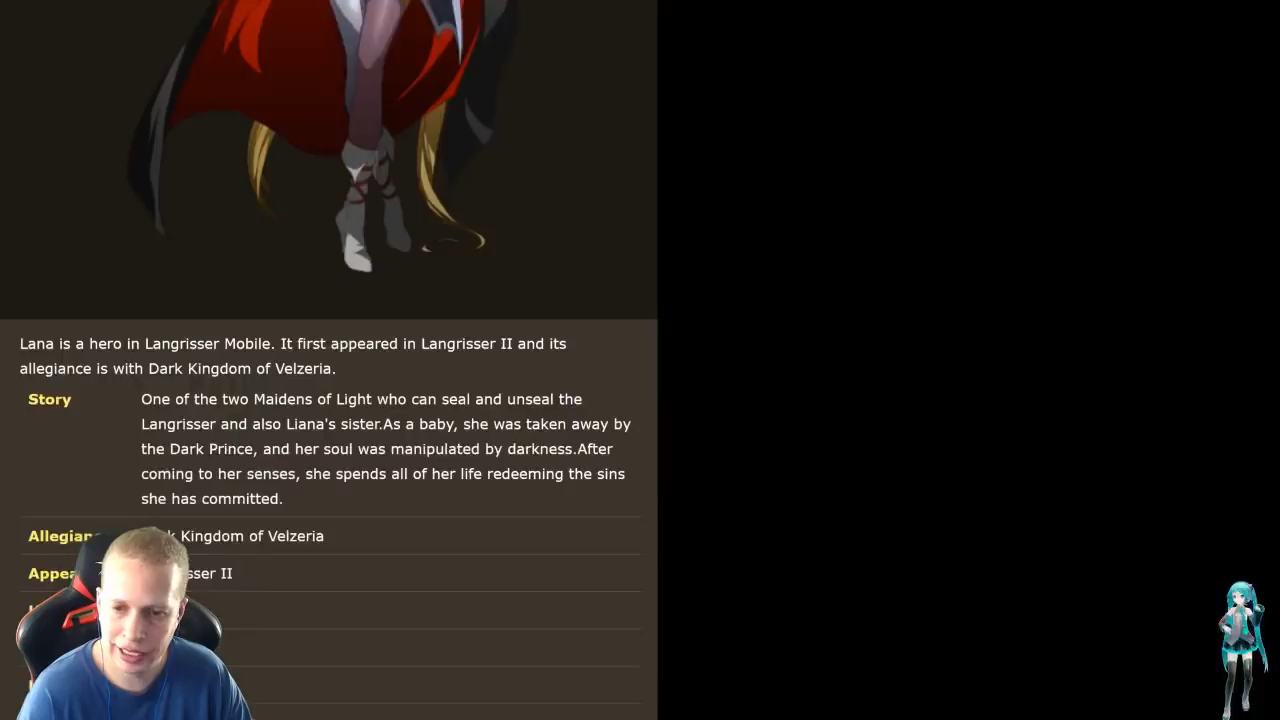 Lana is a hero in Langrisser Mobile. It first appeared in Langrisser II and its
allegiance is with Dark Kingdom of Velzeria.
Story
One of the two Maidens of Light who can seal and unseal the
Langrisser and also Liana's sister.As a baby, she was taken away by
the Dark Prince, and her soul was manipulated by darkness.After
coming to her senses, she spends all of her life redeeming the sins
she has committed.
Kingdom of Velzeria
II